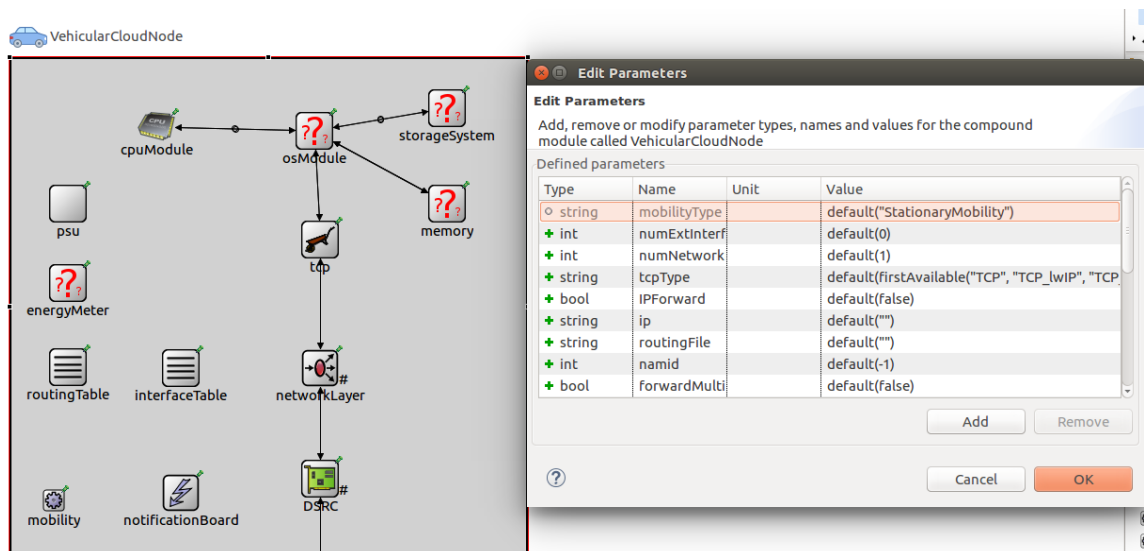 VehicularCloudNode
CPU
cpuModule
??
?
osModule
??
?
storageSystem
??
?
memory
psu
tcp
??
?
energyMeter
routingTable
interfaceTable
#
networkLayer
#
DSRC
mobility
notificationBoard
Edit Parameters
Edit Parameters
Add, remove or modify parameter types, names and values for the compound
module called VehicularCloudNode
Defined parameters
Type Name Unit Value
string mobilityType default("StationaryMobility")
int numExtInterf default(0)
int numNetwork default(1)
string tcpType default(firstAvailable("TCP", "TCP_lwIP", "TCP_
bool IPForward default(false)
string ip default("")
string routingFile default("")
int namid default(-1)
bool forwardMulti default(false)
Add Remove
?
Cancel OK